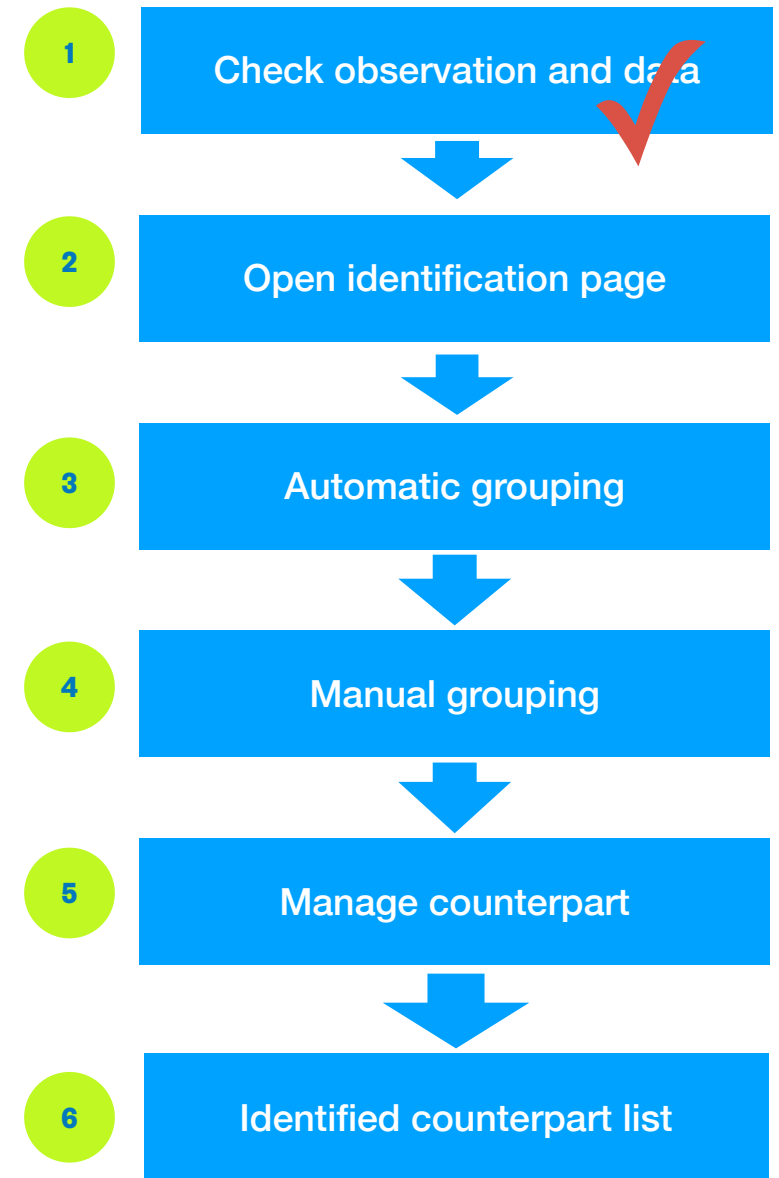 1
Check observation and data
2
Open identification page
3
Automatic grouping
4
Manual grouping
5
Manage counterpart
6
Identified counterpart list